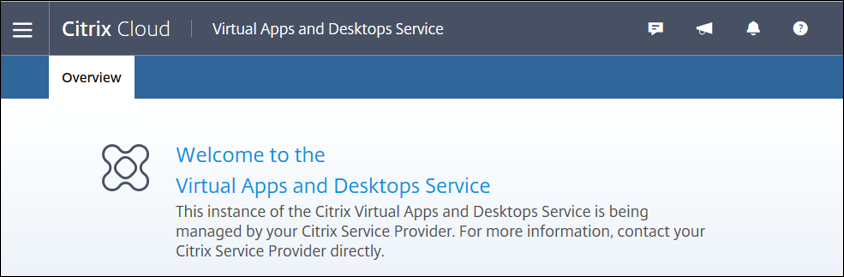 Citrix Cloud
Virtual Apps and Desktops Service
?
Overview
Welcome to the
Virtual Apps and Desktops Service
This instance of the Citrix Virtual Apps and Desktops Service is being
managed by your Citrix Service Provider. For more information, contact your
Citrix Service Provider directly.